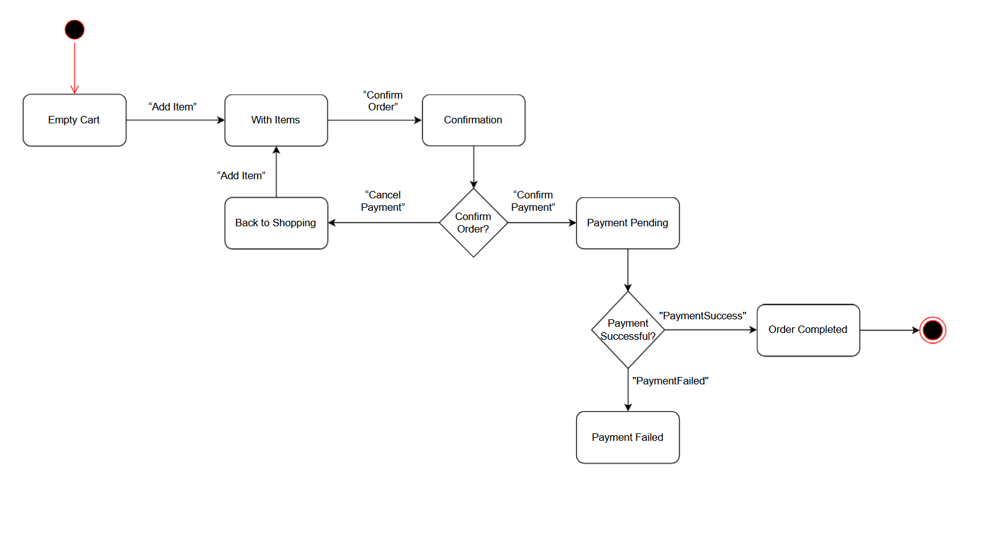 Empty Cart
“Add Item”
With Items
“Confirm
Order”
Confirmation
“Add Item”
Back to Shopping
“Cancel
Payment”
Confirm
Order?
“Confirm
Payment”
Payment Pending
Payment
Successful?
"PaymentSuccess"
Order Completed
"PaymentFailed"
Payment Failed